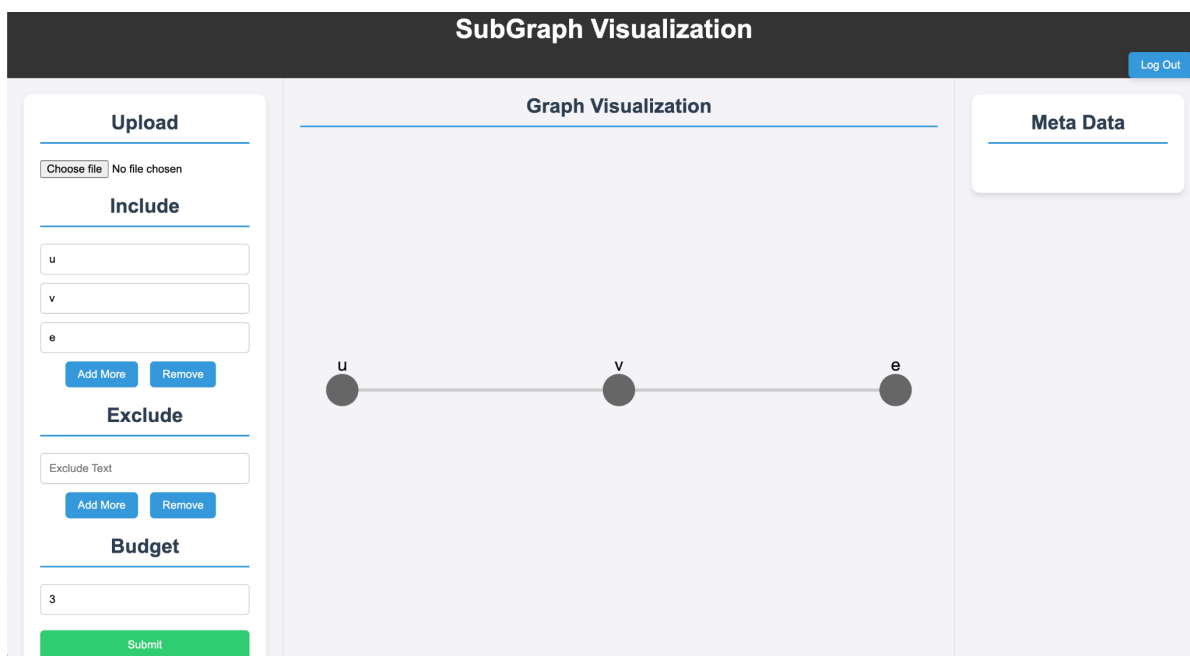 SubGraph Visualization
Log Out
Upload
Choose file No file chosen
Include
u
v
e
Add More Remove
Exclude
Exclude Text
Add More Remove
Budget
3
Submit
Graph Visualization
u v e
Meta Data